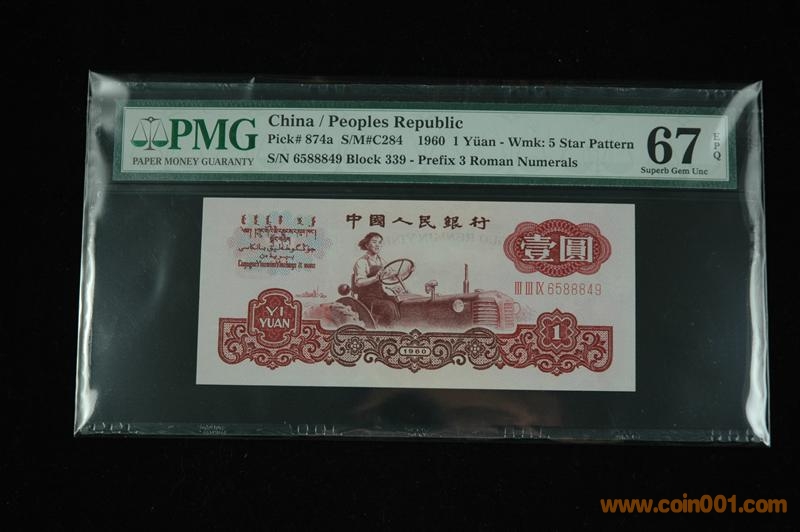 PMG
PAPER MONEY GUARANTY
China / Peoples Republic
Pick# 874a S/M#C284 1960 1 Yüan - Wmk: 5 Star Pattern
S/N 6588849 Block 339 - Prefix 3 Roman Numerals
67
EPQ
Superb Gem Unc
中國人民銀行
壹圓
III III IX 6588849
YI
YUAN
1960
1
www.coin001.com